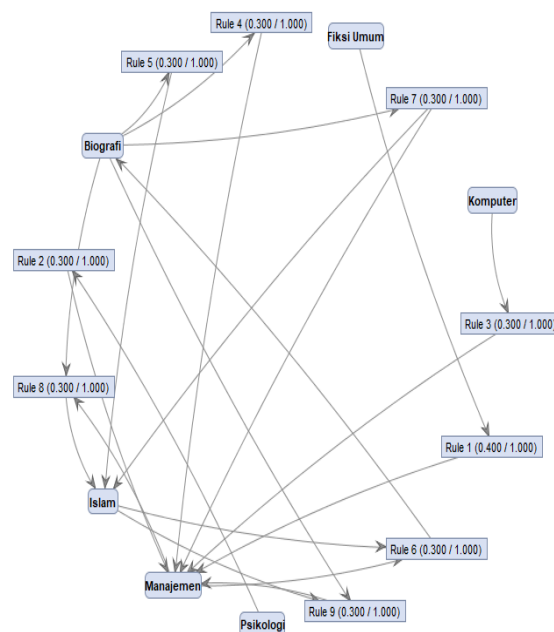 Rule 4 (0.300 / 1.000)
Fiksi Umum
Rule 5 (0.300 / 1.000)
Rule 7 (0.300 / 1.000)
Biografi
Komputer
Rule 2 (0.300 / 1.000)
Rule 3 (0.300 / 1.000)
Rule 8 (0.300 / 1.000)
Rule 1 (0.400 / 1.000)
Islam
Rule 6 (0.300 / 1.000)
Manajemen
Rule 9 (0.300 / 1.000)
Psikologi